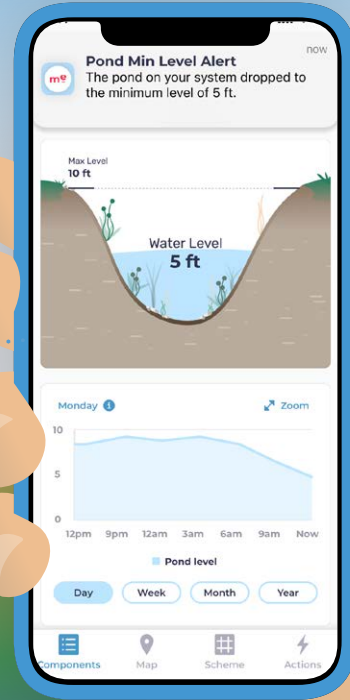 now
me
Pond Min Level Alert
The pond on your system dropped to
the minimum level of 5 ft.
Max Level
10 ft
Water Level
5 ft
Monday
Zoom
10
5
0
12pm 9pm 12am 3am 6am 9am Now
Pond level
Day Week Month Year
Components Map Scheme Actions